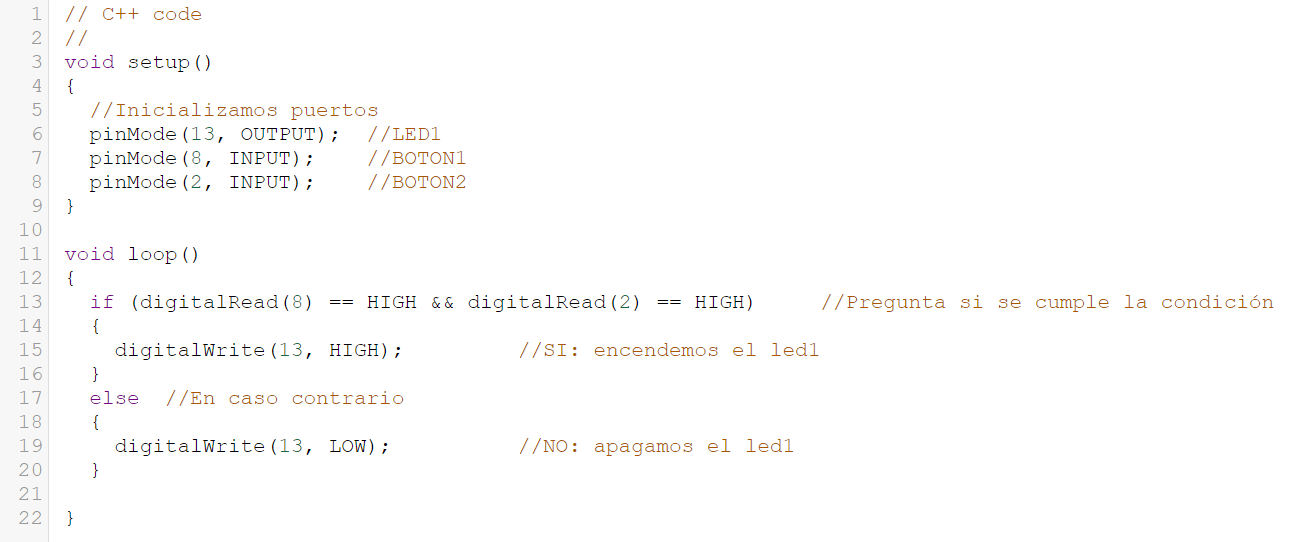 1 // C++ code
2 //
3 void setup()
4 {
5   //Inicializamos puertos
6   pinMode(13, OUTPUT);  //LED1
7   pinMode(8, INPUT);    //BOTON1
8   pinMode(2, INPUT);    //BOTON2
9 }
10
11 void loop()
12 {
13   if (digitalRead(8) == HIGH && digitalRead(2) == HIGH)     //Pregunta si se cumple la condición
14   {
15     digitalWrite(13, HIGH);         //SI: encendemos el led1
16   }
17   else  //En caso contrario
18   {
19     digitalWrite(13, LOW);          //NO: apagamos el led1
20   }
21
22 }